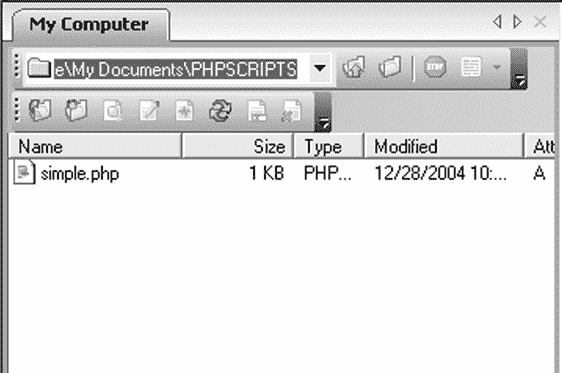 My Computer
e\My Documents\PHPSCRIPTS
STOP
Name Size Type Modified Att
simple.php 1 KB PHP... 12/28/2004 10:... A